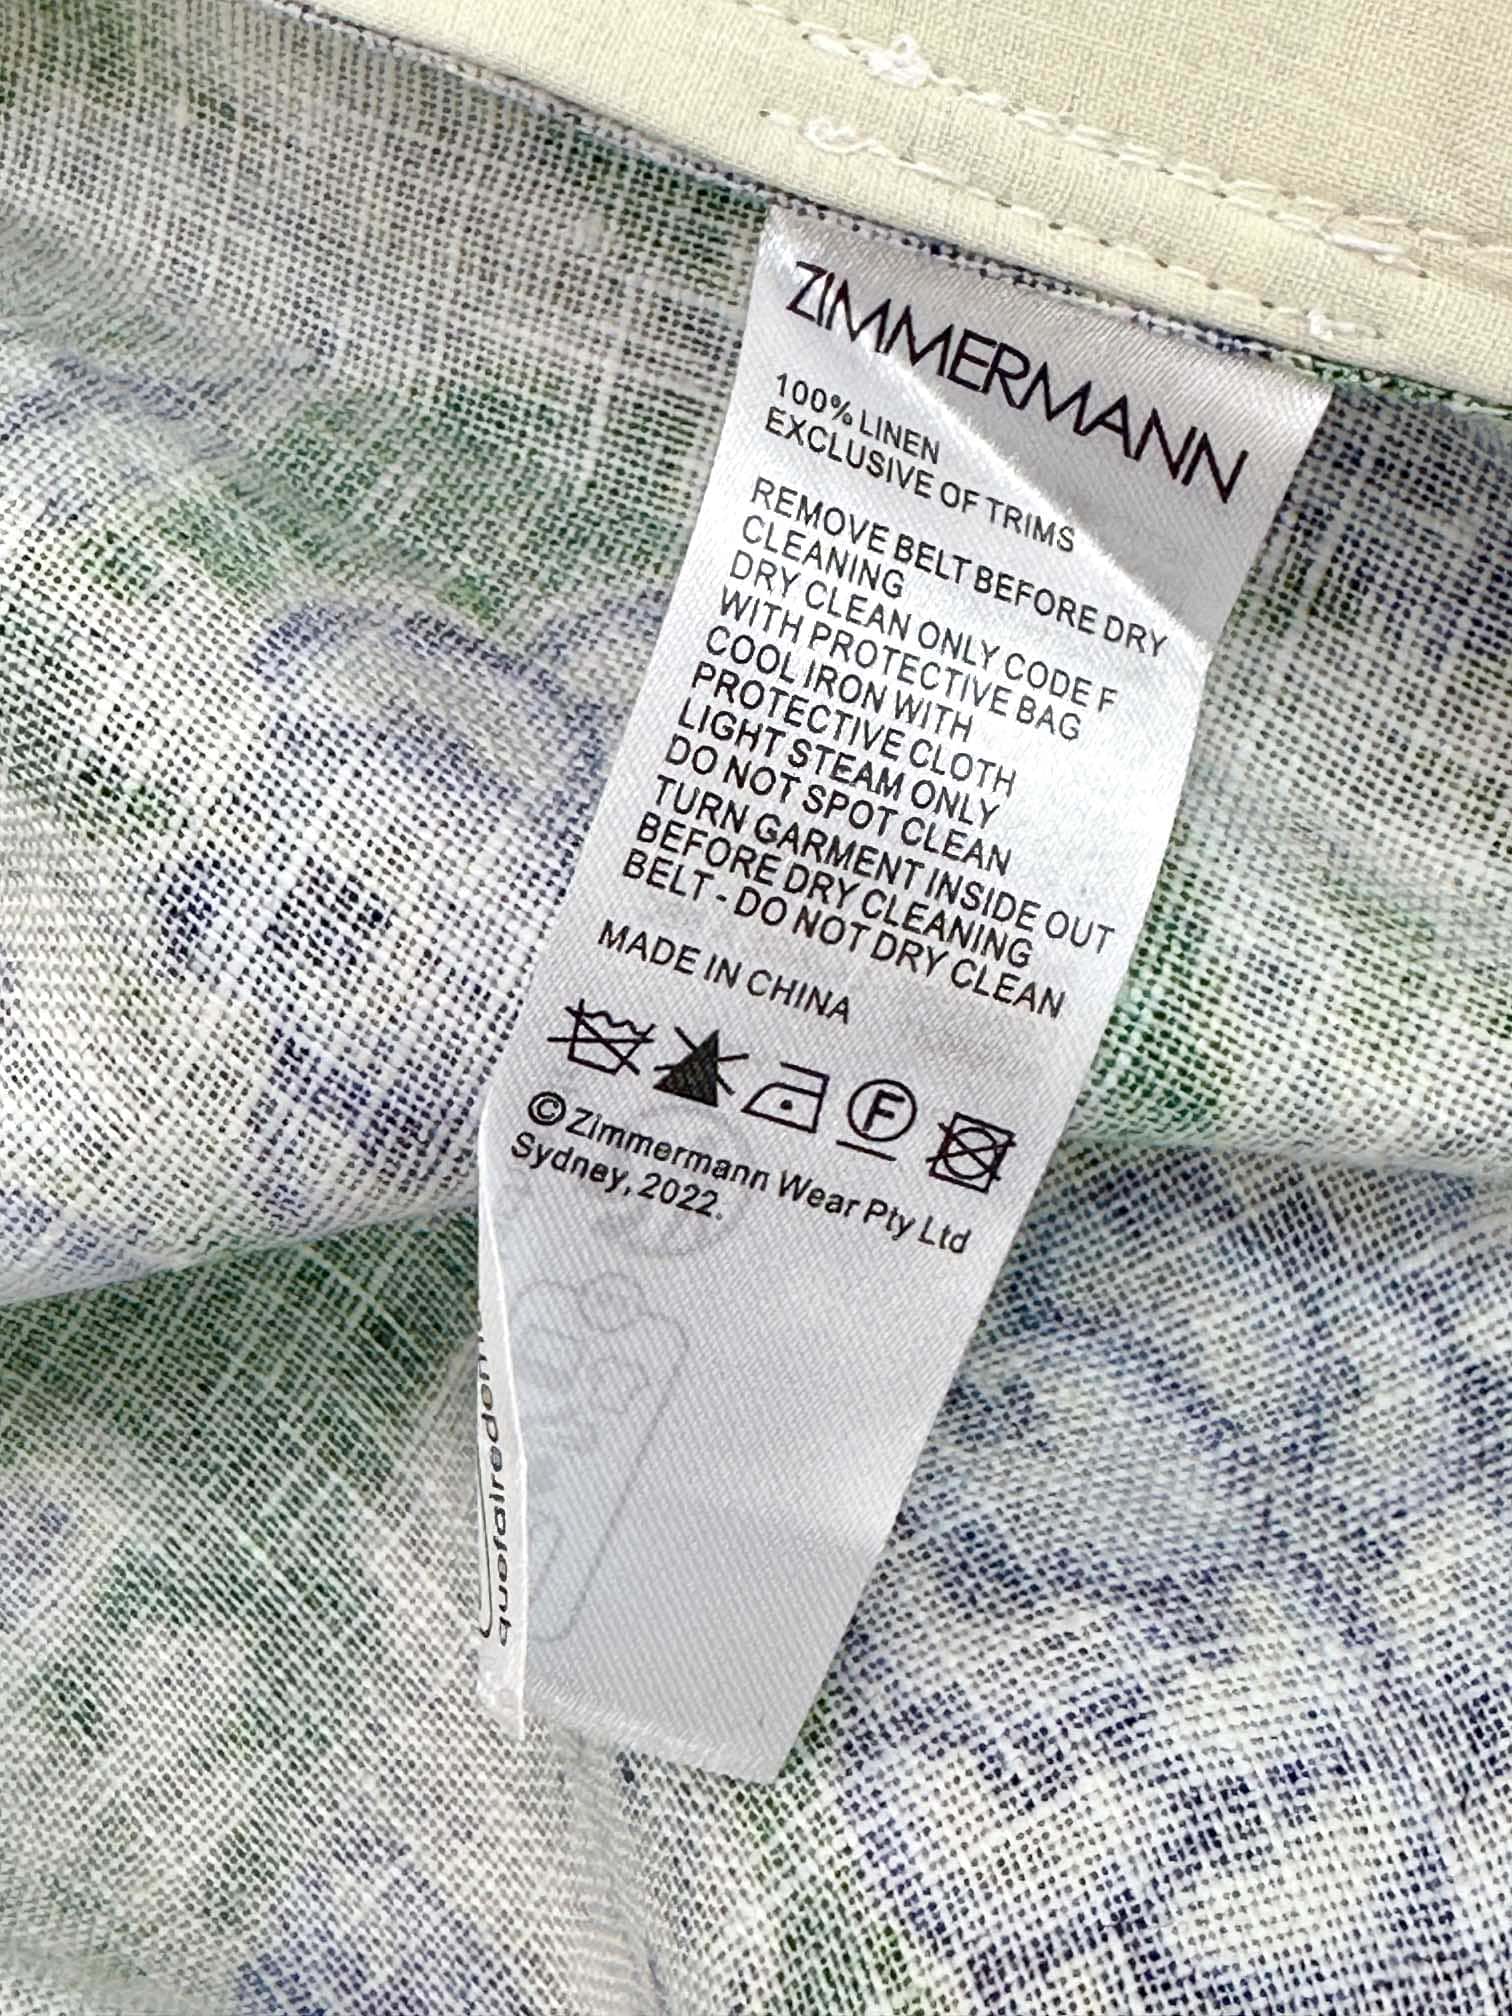 ZIMMERMANN
100% LINEN
EXCLUSIVE OF TRIMS
REMOVE BELT BEFORE DRY
CLEANING
DRY CLEAN ONLY CODE F
WITH PROTECTIVE BAG
COOL IRON WITH
PROTECTIVE CLOTH
LIGHT STEAM ONLY
DO NOT SPOT CLEAN
TURN GARMENT INSIDE OUT
BEFORE DRY CLEANING
BELT - DO NOT DRY CLEAN
MADE IN CHINA
F
© Zimmermann Wear Pty Ltd
Sydney, 2022.